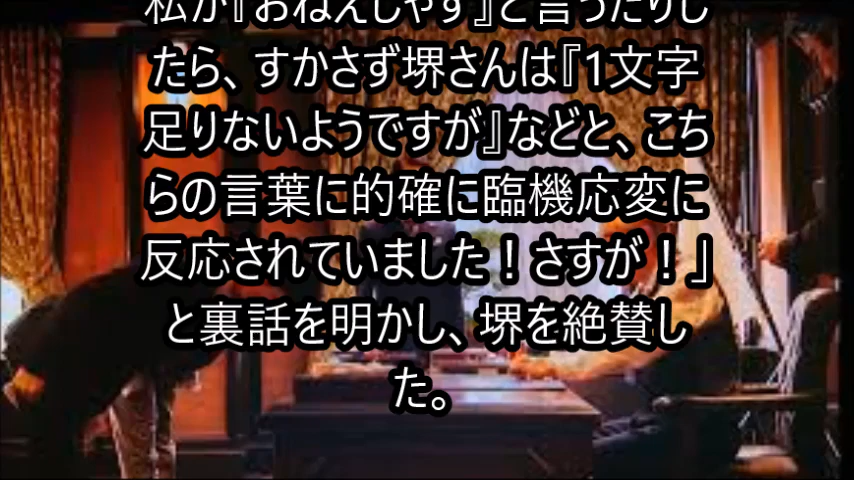 私が『おねんしやす』と言ったりし
たら、すかさず堺さんは『1文字
足りないようですが』などと、こち
らの言葉に的確に臨機応変に
反応されていました！さすが！』
と裏話を明かし、堺を絶賛し
た。